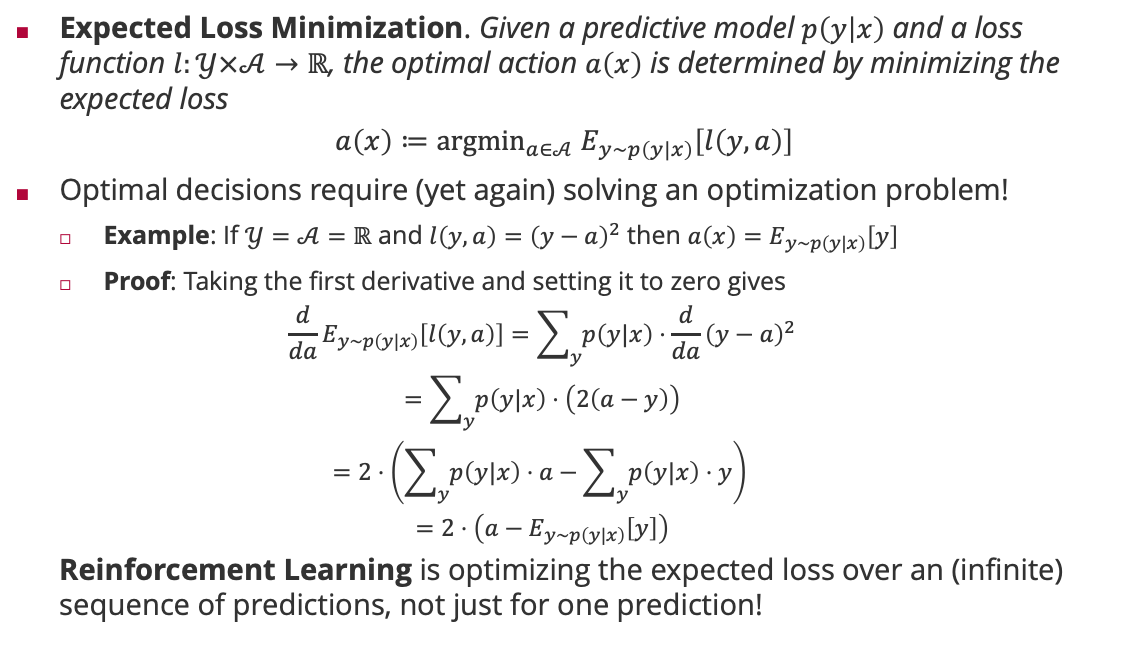 ▪ Expected Loss Minimization. Given a predictive model p(y|x) and a loss
function l: 𝒴×𝒜 → ℝ, the optimal action a(x) is determined by minimizing the
expected loss
a(x) ≔ argmin_{a∈𝒜} E_{y~p(y|x)}[l(y, a)]
▪ Optimal decisions require (yet again) solving an optimization problem!
▫ Example: If 𝒴 = 𝒜 = ℝ and l(y, a) = (y − a)² then a(x) = E_{y~p(y|x)}[y]
▫ Proof: Taking the first derivative and setting it to zero gives
d/da E_{y~p(y|x)}[l(y, a)] = ∑_y p(y|x) · d/da (y − a)²
= ∑_y p(y|x) · (2(a − y))
= 2 · (∑_y p(y|x) · a − ∑_y p(y|x) · y)
= 2 · (a − E_{y~p(y|x)}[y])
Reinforcement Learning is optimizing the expected loss over an (infinite)
sequence of predictions, not just for one prediction!